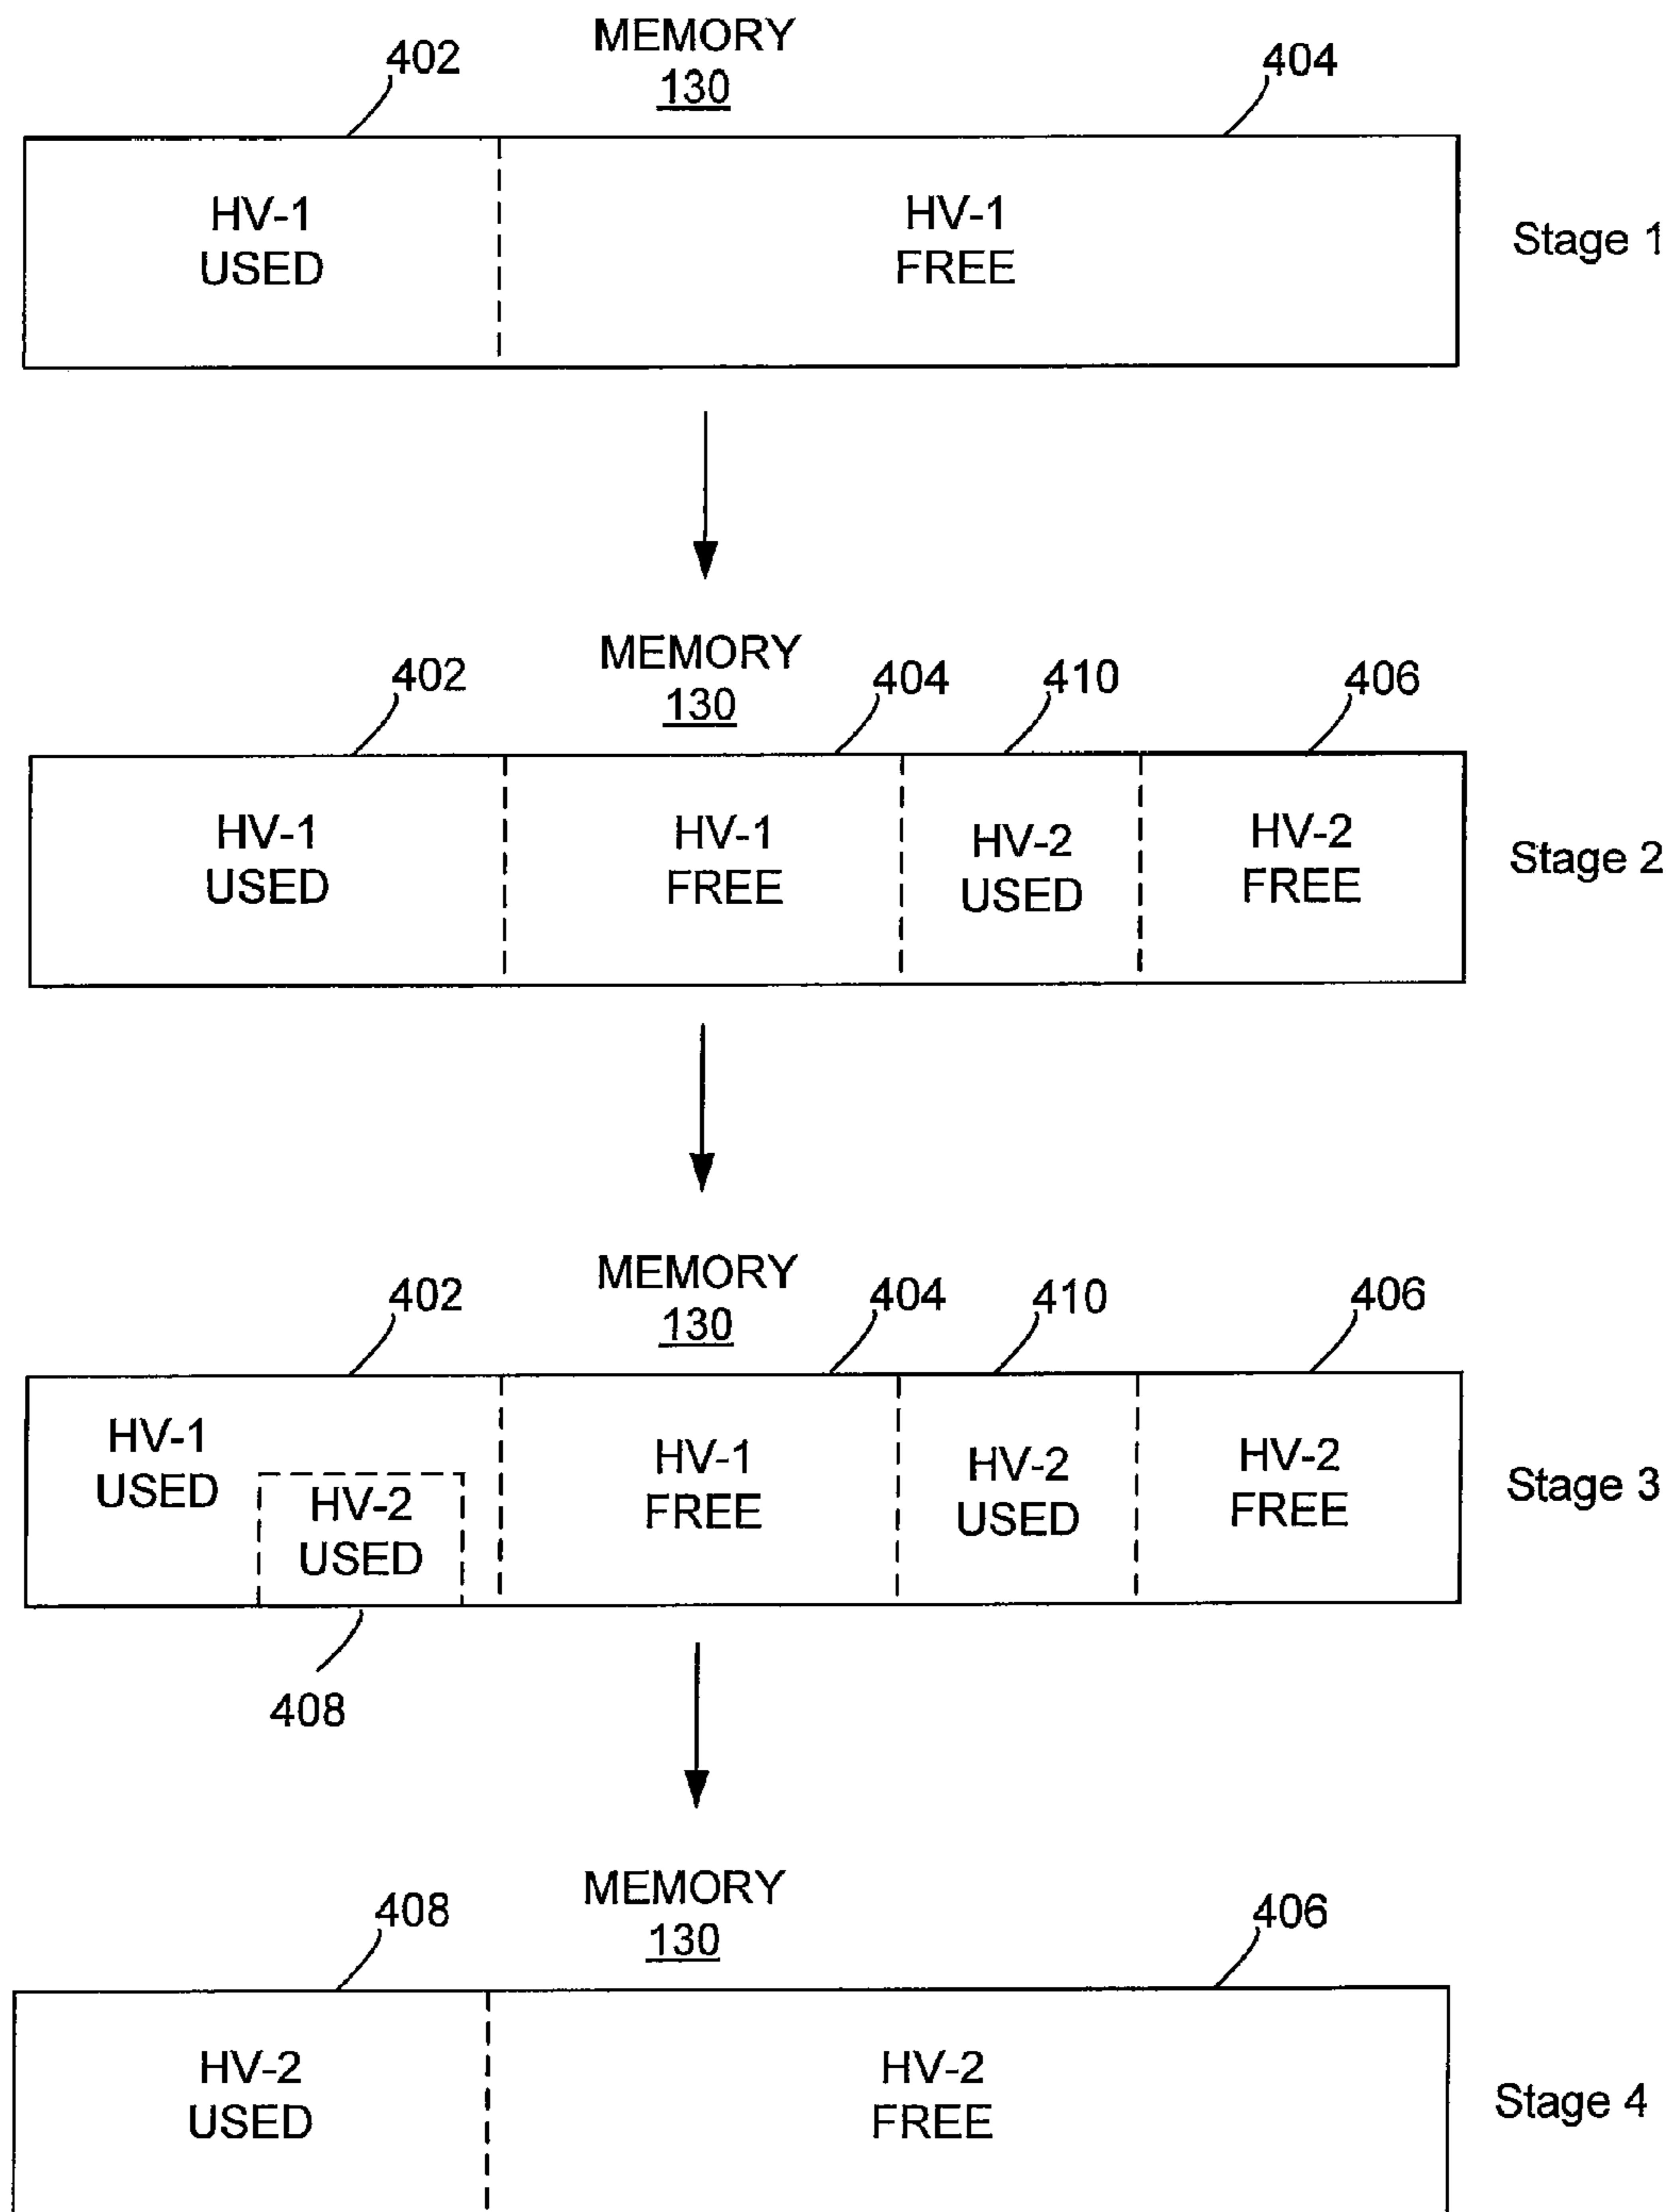 MEMORY
130
402
404
HV-1
USED
HV-1
FREE
Stage 1
MEMORY
130
402
404
410
406
HV-1
USED
HV-1
FREE
HV-2
USED
HV-2
FREE
Stage 2
MEMORY
130
402
404
410
406
HV-1
USED
HV-2
USED
HV-1
FREE
HV-2
USED
HV-2
FREE
Stage 3
408
MEMORY
130
408
406
HV-2
USED
HV-2
FREE
Stage 4